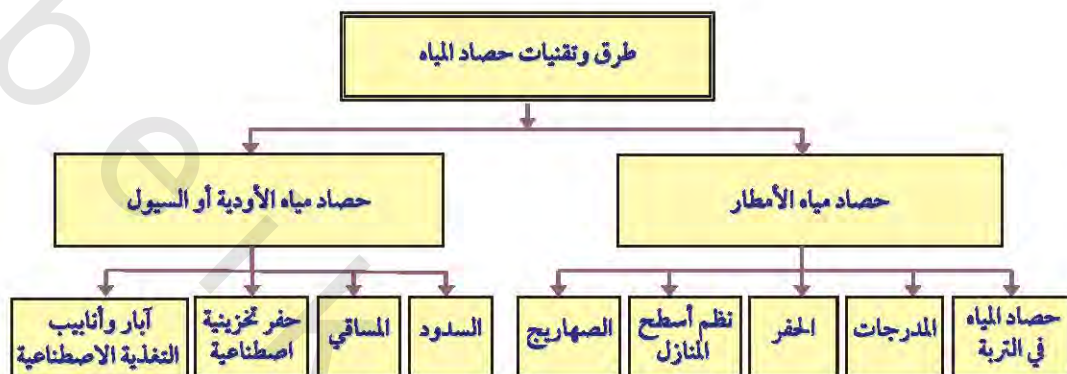 طرق وتقنيات حصاد المياه
حصاد مياه الأمطار
حصاد مياه الأودية أو السيول
حصاد المياه
في التربة
المدرجات
الحفر
نظم أسطح
المنازل
الصهاريج
السدود
المساقي
حفر تخزينية
اصطناعية
آبار وأنابيب
التغذية الاصطناعية